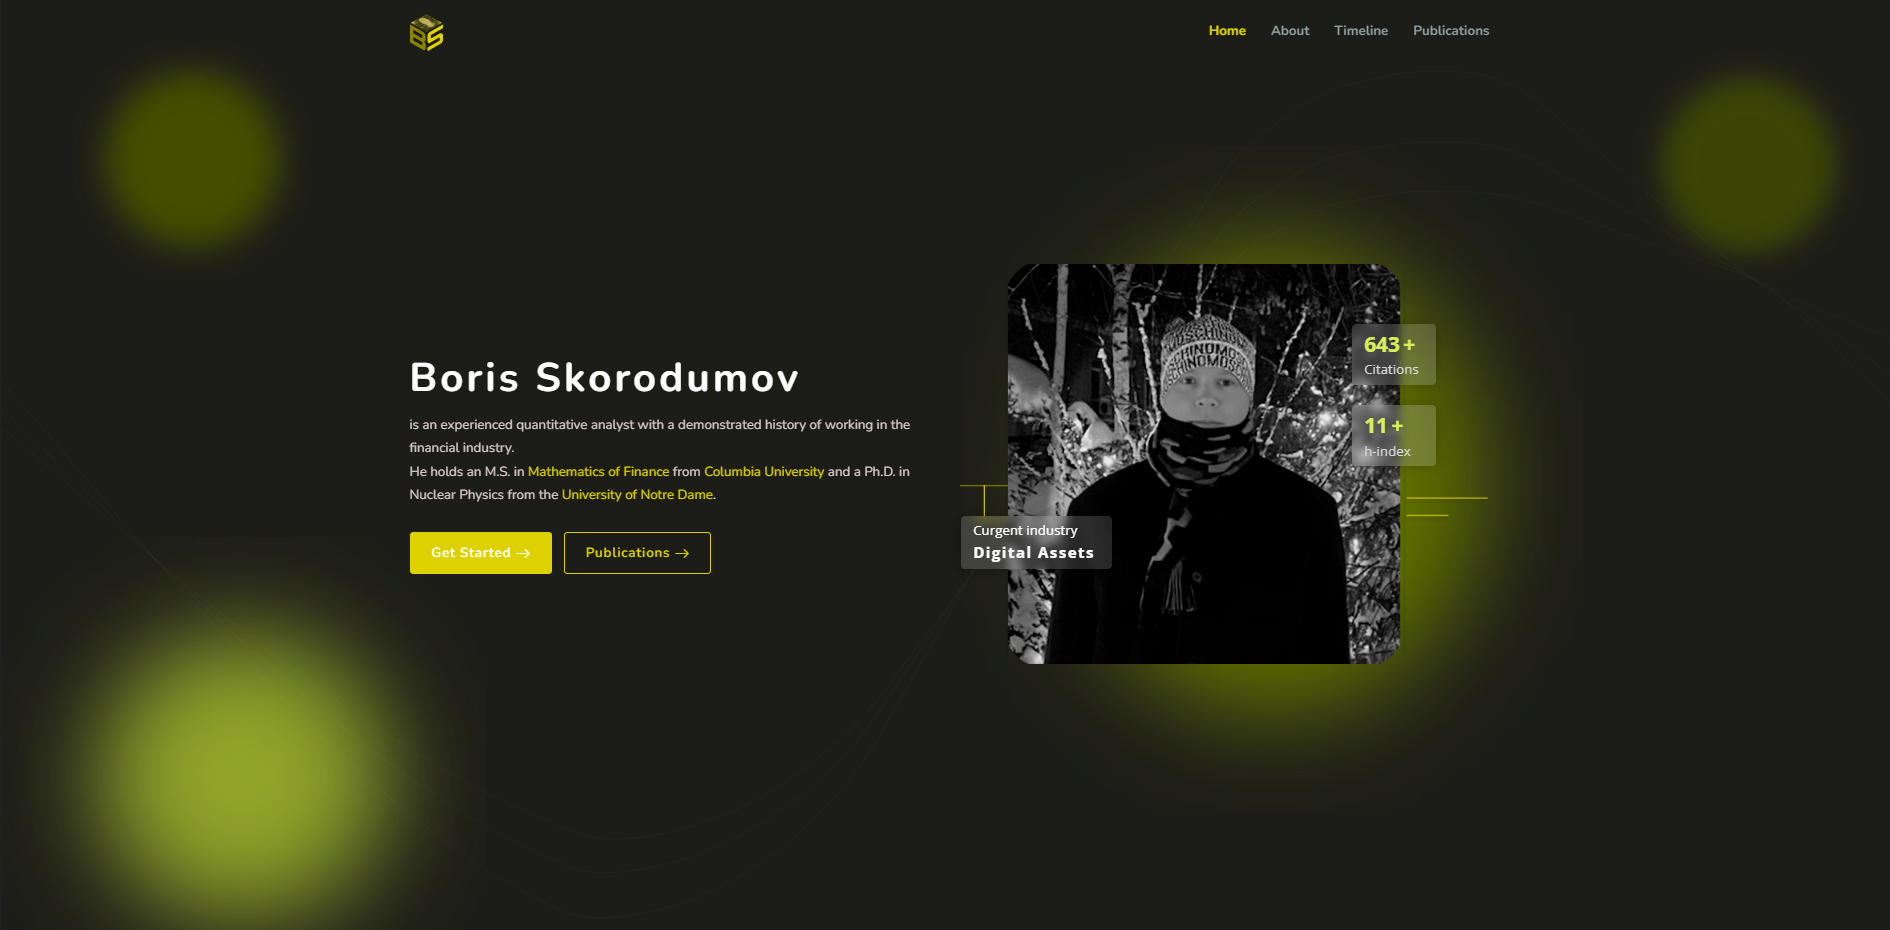 BS
Home About Timeline Publications
Boris Skorodumov
is an experienced quantitative analyst with a demonstrated history of working in the
financial industry.
He holds an M.S. in Mathematics of Finance from Columbia University and a Ph.D. in
Nuclear Physics from the University of Notre Dame.
Get Started →
Publications →
643 +
Citations
11 +
h-index
Curgent industry
Digital Assets